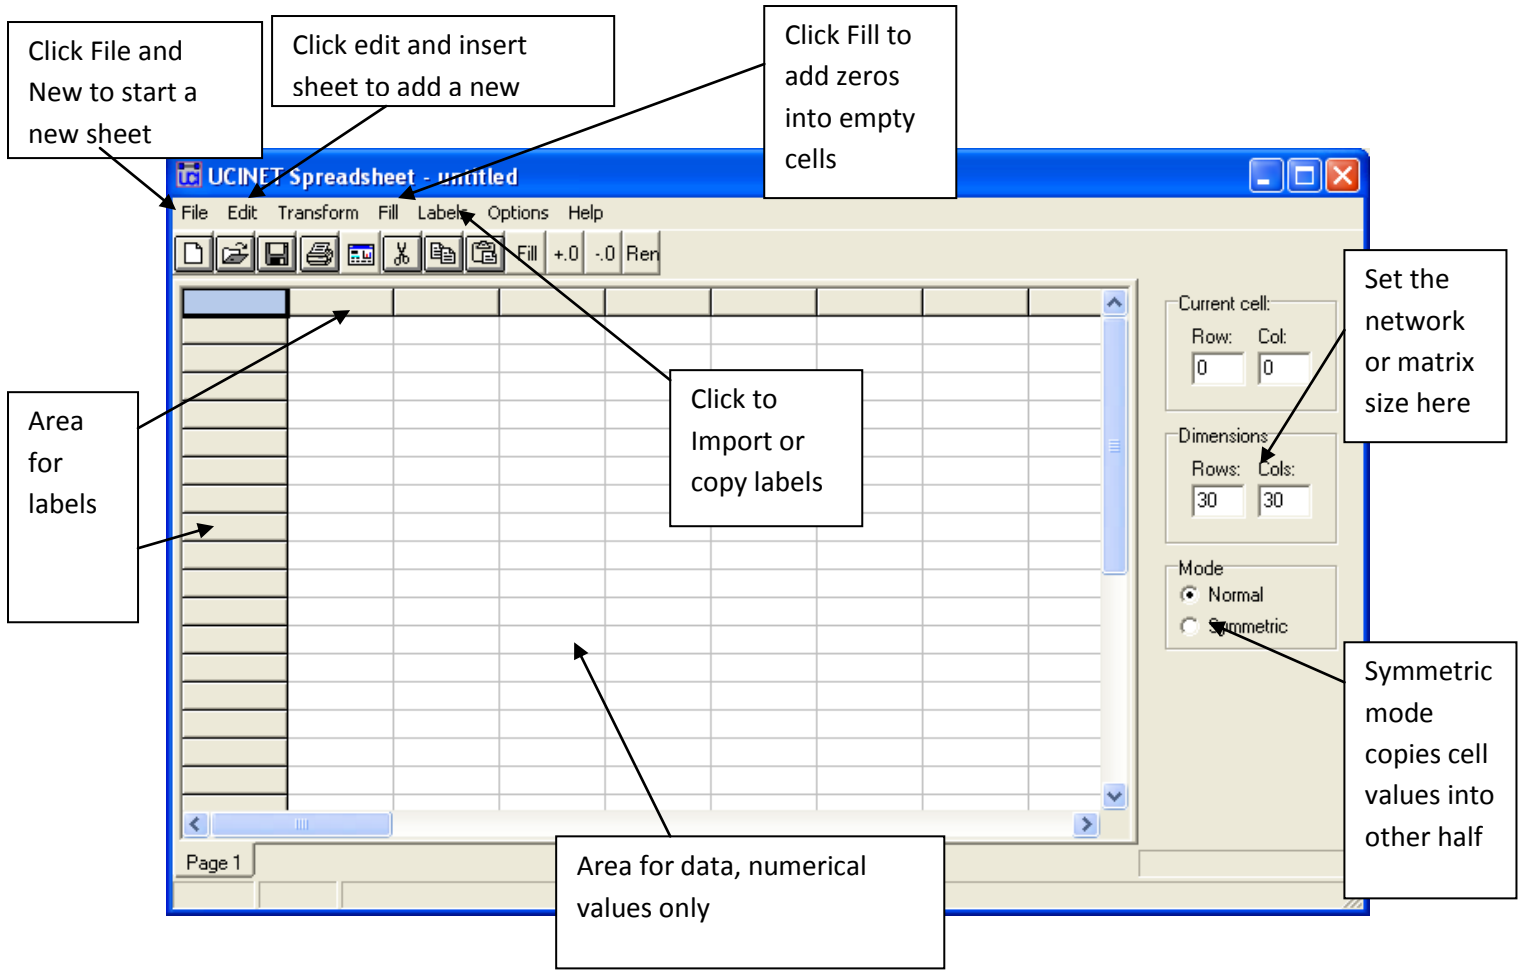 Click File and
New to start a
new sheet
Click edit and insert
sheet to add a new
Click Fill to
add zeros
into empty
cells
UCINET Spreadsheet - untitled
File Edit Transform Fill Labels Options Help
Fill +.0 -.0 Ren
Set the
network
or matrix
size here
Current cell:
Row: Col:
0 0
Area
for
labels
Click to
Import or
copy labels
Dimensions
Rows: Cols:
30 30
Mode
Normal
Symmetric
Symmetric
mode
copies cell
values into
other half
Page 1
Area for data, numerical
values only